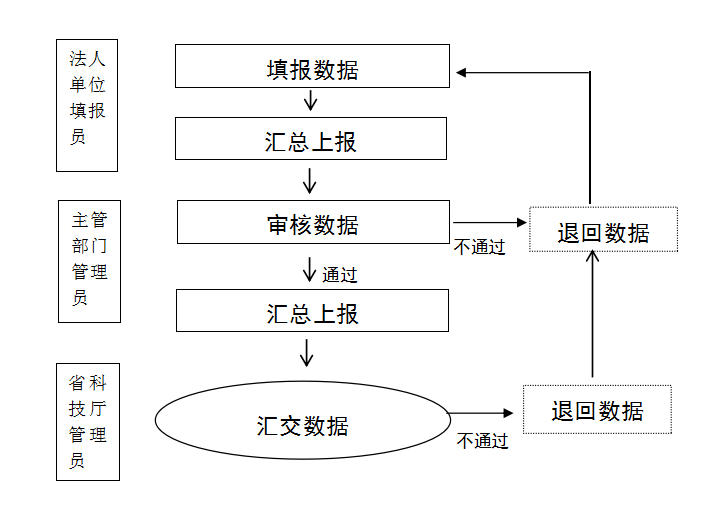 法人
单位
填报
员
填报数据
汇总上报
主管
部门
管理
员
审核数据
不通过
退回数据
通过
汇总上报
省科
技厅
管理
员
汇交数据
不通过
退回数据